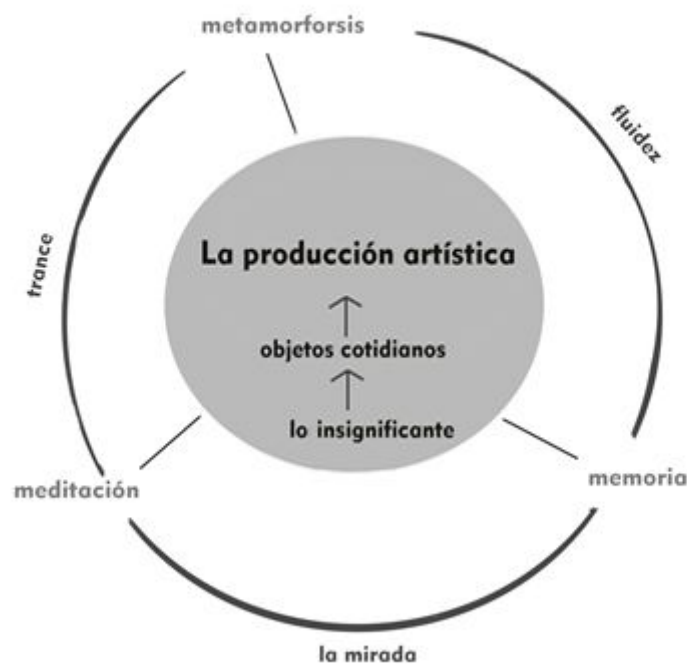 metamorforsis
fluidez
trance
La producción artística
objetos cotidianos
lo insignificante
meditación
memoria
la mirada